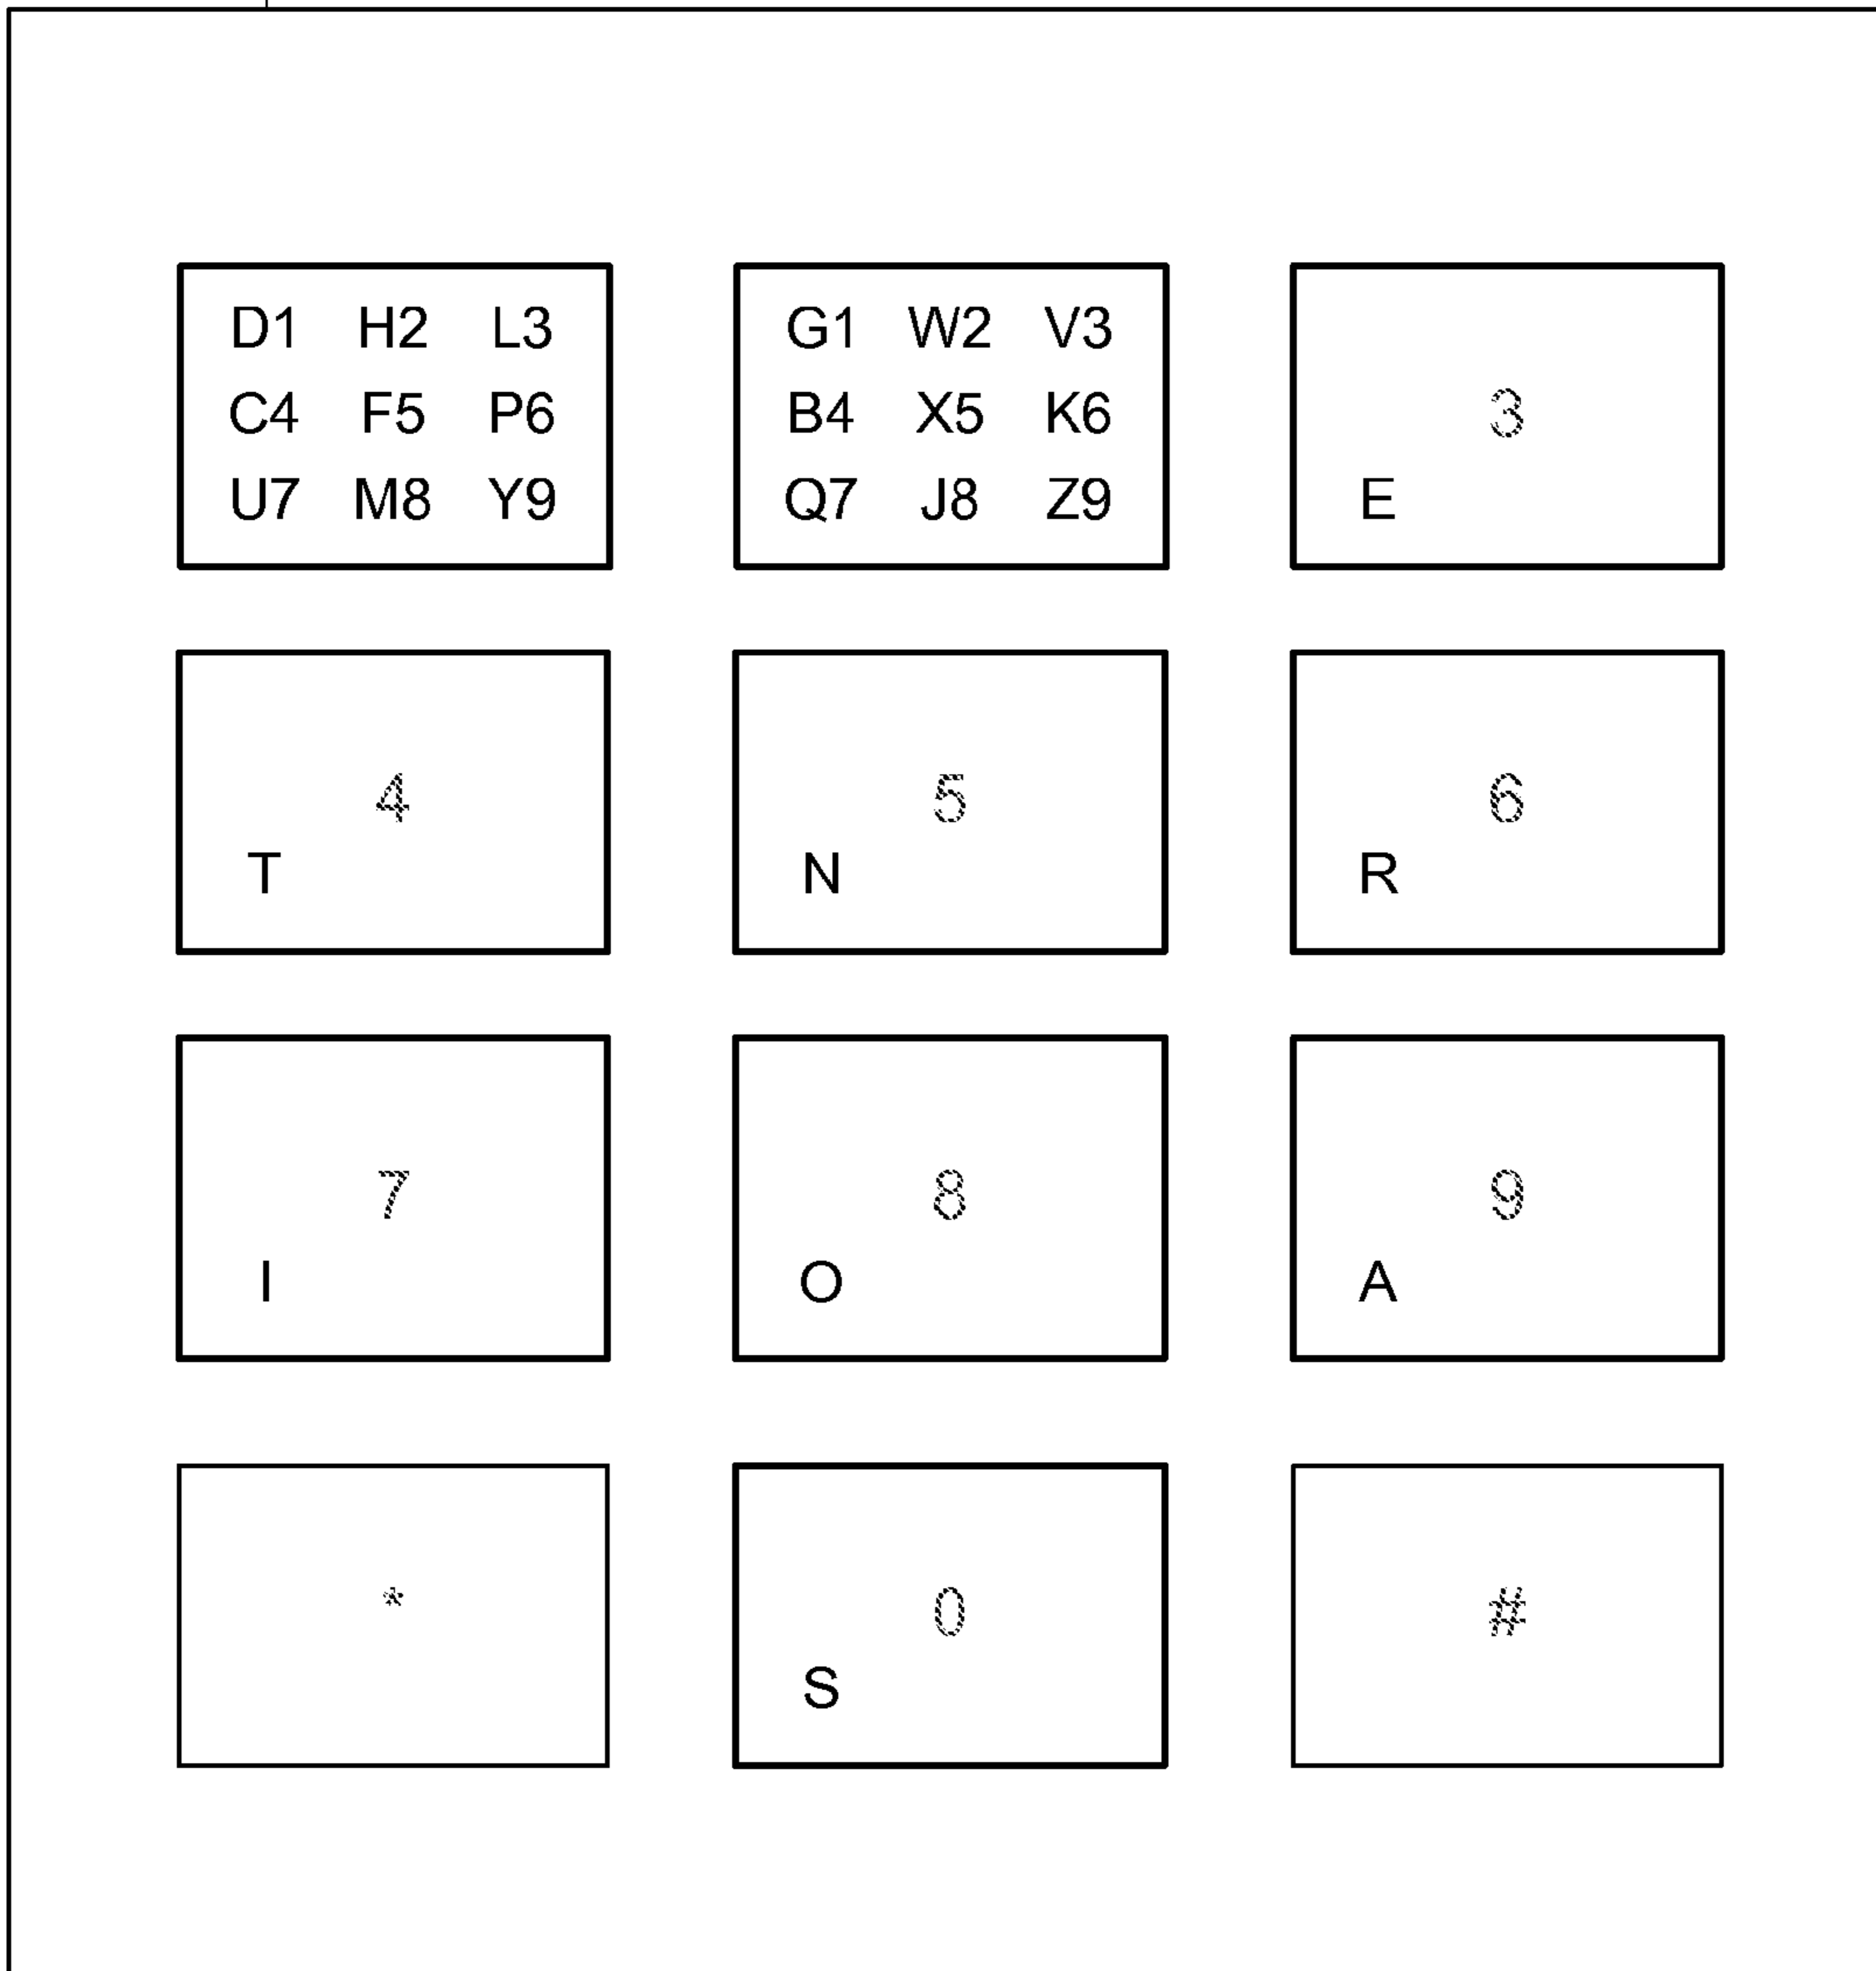 D1 H2 L3 G1 W2 V3
C4 F5 P6 B4 X5 K6 3
U7 M8 Y9 Q7 J8 Z9 E
4 5 6
T N R
7 8 9
I O A
* 0 #
S